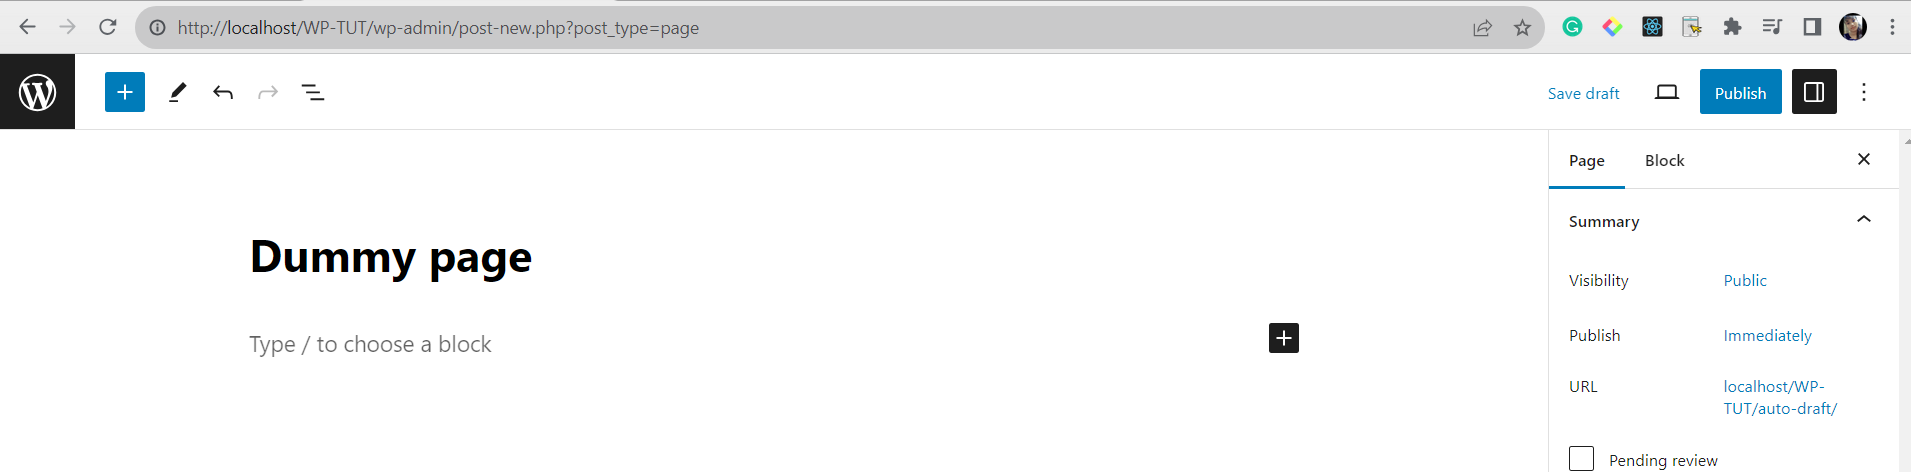 http://localhost/WP-TUT/wp-admin/post-new.php?post_type=page
Save draft
Publish
Page
Block
Summary
Dummy page
Visibility
Public
Type / to choose a block
Publish
Immediately
URL
localhost/WP-
TUT/auto-draft/
Pending review